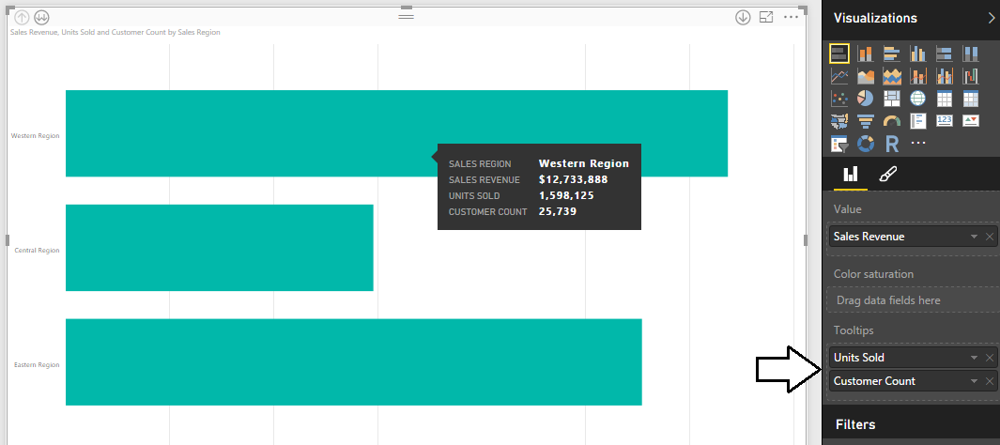 Sales Revenue, Units Sold and Customer Count by Sales Region
Western Region
SALES REGION Western Region
SALES REVENUE $12,733,888
UNITS SOLD 1,598,125
CUSTOMER COUNT 25,739
Central Region
Eastern Region
Visualizations
123
R
Value
Sales Revenue
Color saturation
Drag data fields here
Tooltips
Units Sold
Customer Count
Filters